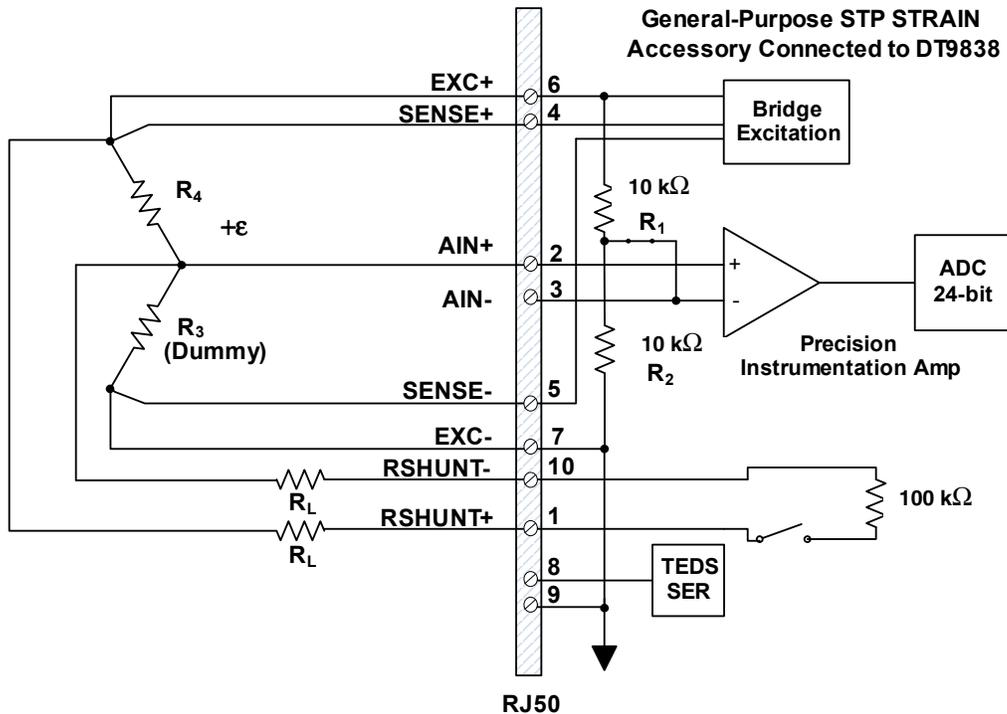 General-Purpose STP STRAIN
Accessory Connected to DT9838
EXC+
6
SENSE+
4
Bridge
Excitation
R4
+ε
10 kΩ
R1
AIN+
2
+
ADC
24-bit
AIN-
3
-
R3
(Dummy)
10 kΩ
R2
Precision
Instrumentation Amp
SENSE-
5
EXC-
7
RSHUNT-
10
RL
100 kΩ
RSHUNT+
1
RL
8
TEDS
SER
9
RJ50